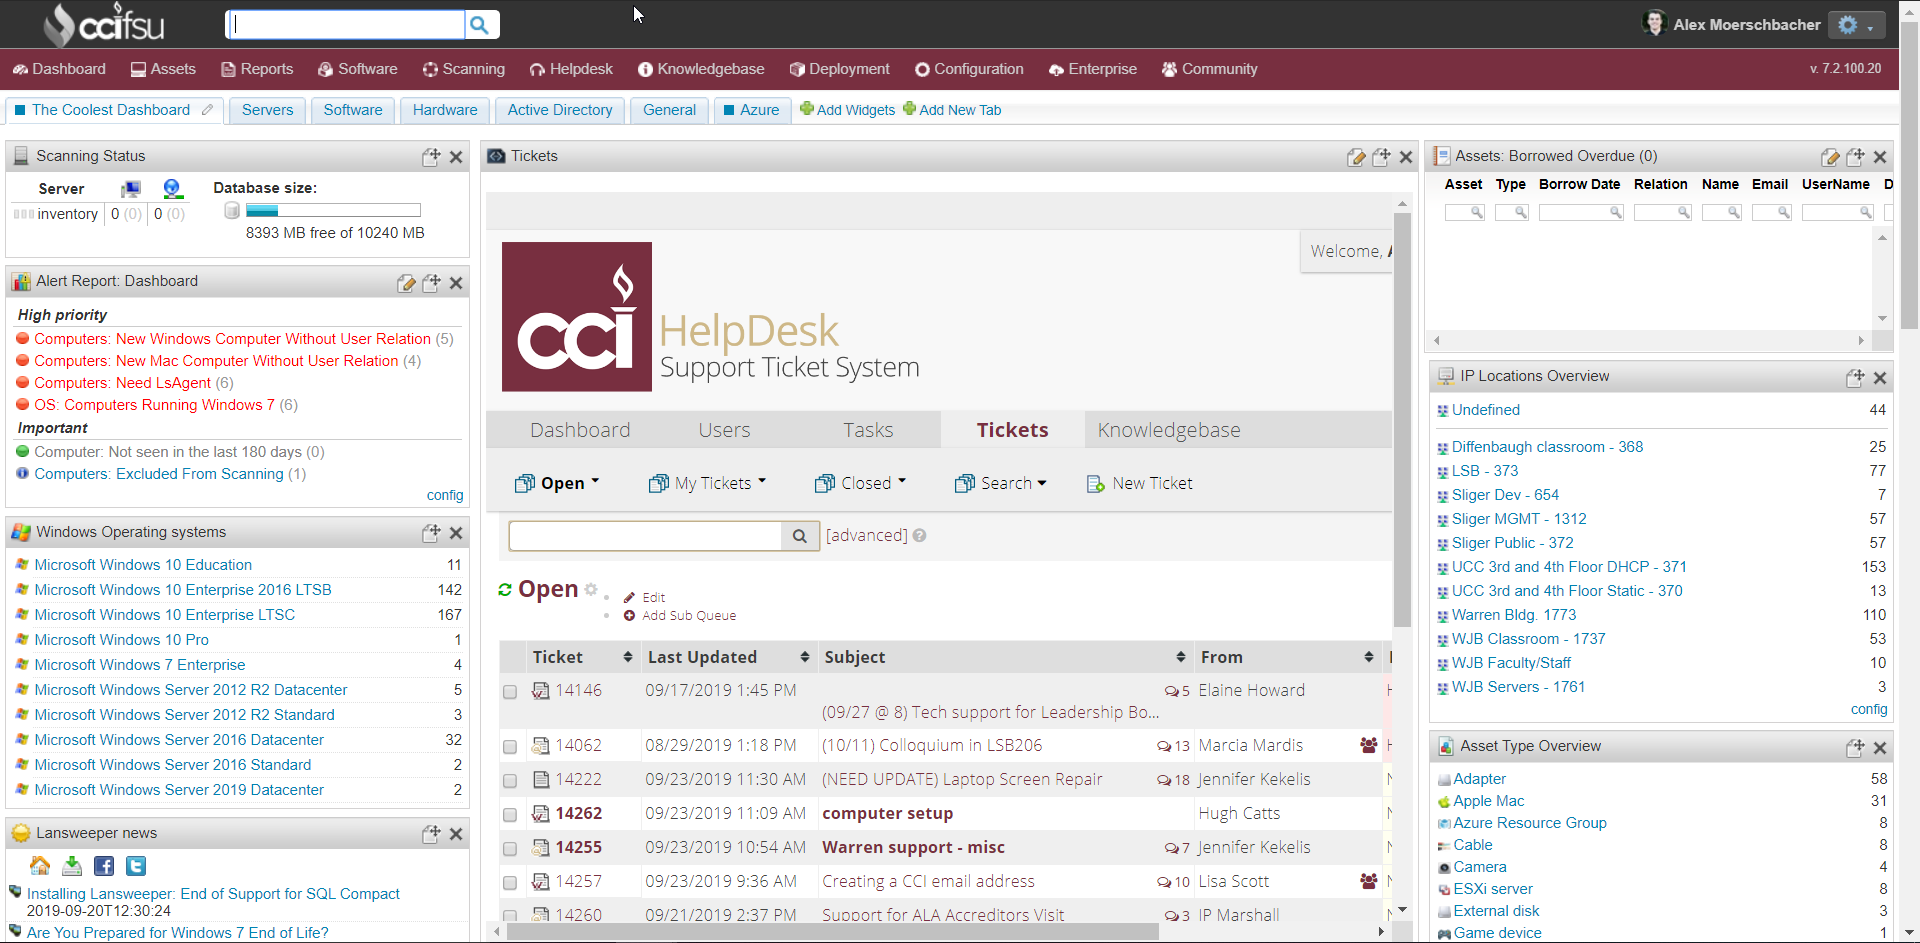 ccifsu
Alex Moerschbacher
Dashboard Assets Reports Software Scanning Helpdesk Knowledgebase Deployment Configuration Enterprise Community v. 7.2.100.20
The Coolest Dashboard Servers Software Hardware Active Directory General Azure Add Widgets Add New Tab
Scanning Status
Server Database size:
inventory 0 (0) 0 (0)
8393 MB free of 10240 MB
Alert Report: Dashboard
High priority
Computers: New Windows Computer Without User Relation (5)
Computers: New Mac Computer Without User Relation (4)
Computers: Need LsAgent (6)
OS: Computers Running Windows 7 (6)
Important
Computer: Not seen in the last 180 days (0)
Computers: Excluded From Scanning (1)
config
Windows Operating systems
Microsoft Windows 10 Education 11
Microsoft Windows 10 Enterprise 2016 LTSB 142
Microsoft Windows 10 Enterprise LTSC 167
Microsoft Windows 10 Pro 1
Microsoft Windows 7 Enterprise 4
Microsoft Windows Server 2012 R2 Datacenter 5
Microsoft Windows Server 2012 R2 Standard 3
Microsoft Windows Server 2016 Datacenter 32
Microsoft Windows Server 2016 Standard 2
Microsoft Windows Server 2019 Datacenter 2
Lansweeper news
Installing Lansweeper: End of Support for SQL Compact
2019-09-20T12:30:24
Are You Prepared for Windows 7 End of Life?
Tickets
Welcome,
cci
HelpDesk
Support Ticket System
Dashboard Users Tasks Tickets Knowledgebase
Open My Tickets Closed Search New Ticket
[advanced]
Open
Edit
Add Sub Queue
Ticket Last Updated Subject From
14146 09/17/2019 1:45 PM 5 Elaine Howard
(09/27 @ 8) Tech support for Leadership Bo...
14062 08/29/2019 1:18 PM (10/11) Colloquium in LSB206 13 Marcia Mardis
14222 09/23/2019 11:30 AM (NEED UPDATE) Laptop Screen Repair 18 Jennifer Kekelis
14262 09/23/2019 11:09 AM computer setup Hugh Catts
14255 09/23/2019 10:54 AM Warren support - misc 7 Jennifer Kekelis
14257 09/23/2019 9:36 AM Creating a CCI email address 10 Lisa Scott
14260 09/21/2019 2:37 PM Support for ALA Accreditors Visit 3 IP Marshall
Assets: Borrowed Overdue (0)
Asset Type Borrow Date Relation Name Email UserName D
IP Locations Overview
Undefined 44
Diffenbaugh classroom - 368 25
LSB - 373 77
Sliger Dev - 654 7
Sliger MGMT - 1312 57
Sliger Public - 372 57
UCC 3rd and 4th Floor DHCP - 371 153
UCC 3rd and 4th Floor Static - 370 13
Warren Bldg. 1773 110
WJB Classroom - 1737 53
WJB Faculty/Staff 10
WJB Servers - 1761 3
config
Asset Type Overview
Adapter 58
Apple Mac 31
Azure Resource Group 8
Cable 8
Camera 4
ESXi server 8
External disk 3
Game device 1